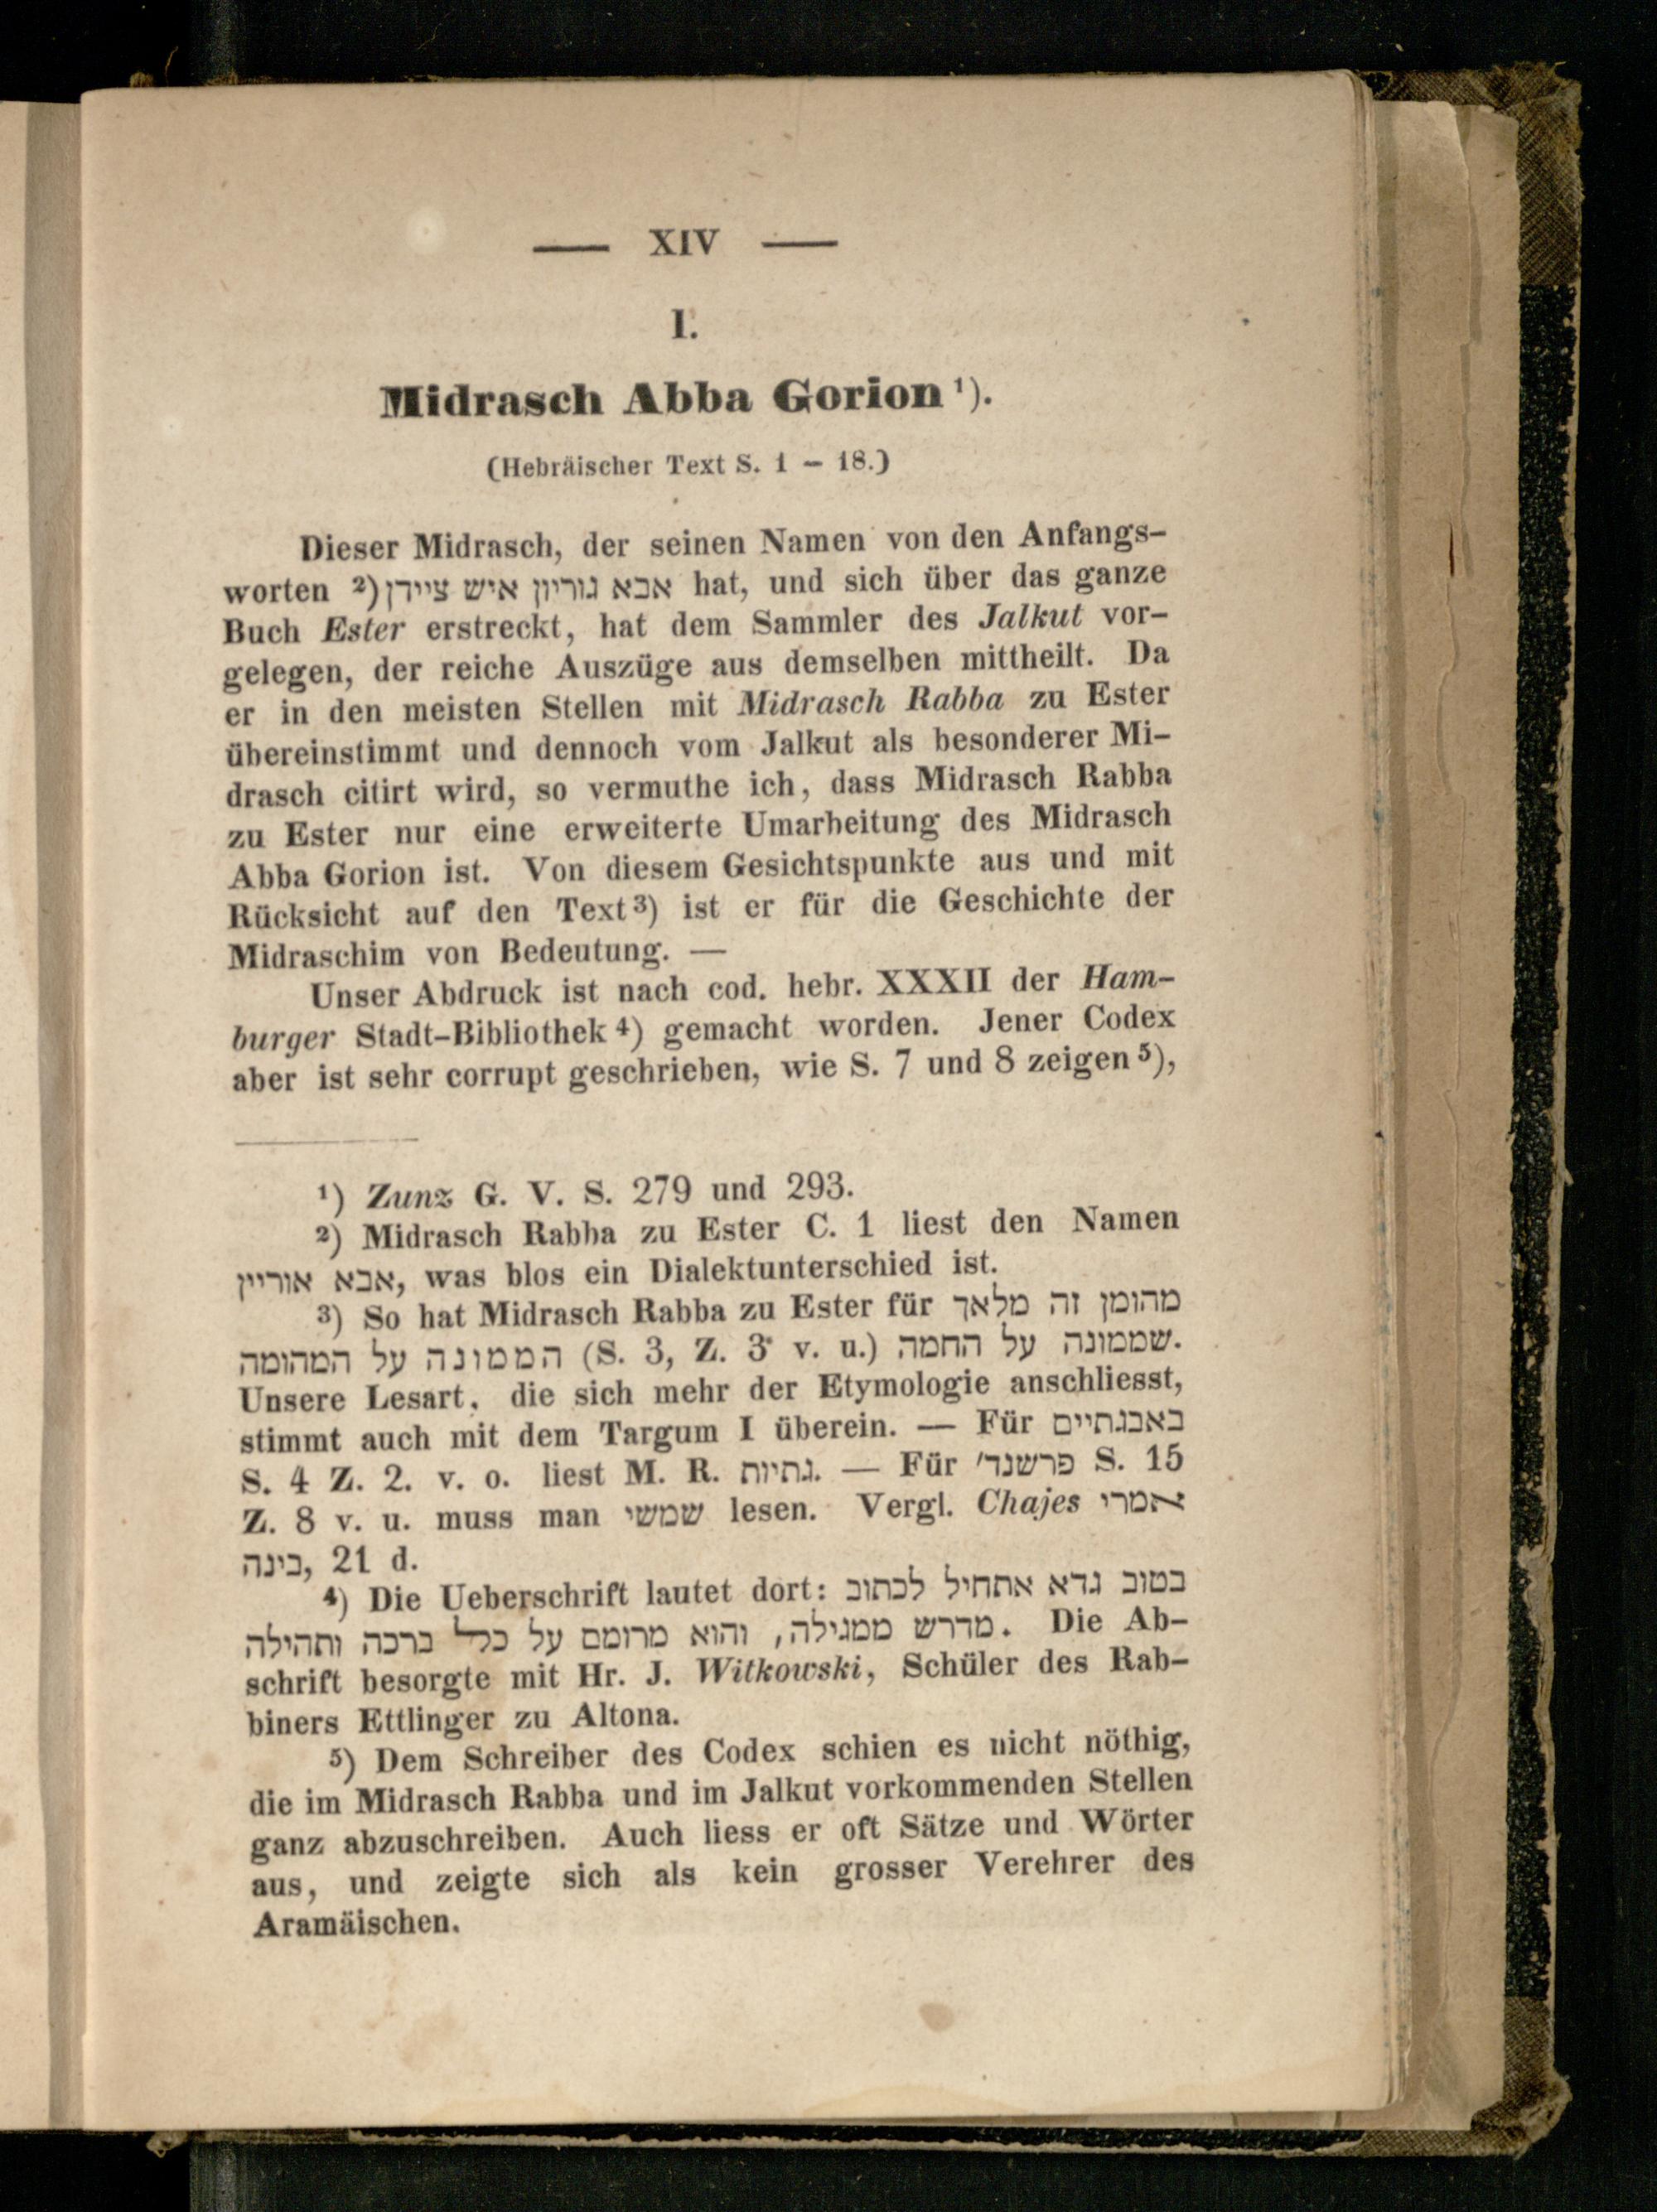 — XIV —
I.
Midrasch Abba Gorion ¹).
(Hebräischer Text S. 1 – 18.)
Dieser Midrasch, der seinen Namen von den Anfangs-
worten ²) אבא גוריון איש ציידן hat, und sich über das ganze
Buch Ester erstreckt, hat dem Sammler des Jalkut vor-
gelegen, der reiche Auszüge aus demselben mittheilt. Da
er in den meisten Stellen mit Midrasch Rabba zu Ester
übereinstimmt und dennoch vom Jalkut als besonderer Mi-
drasch citirt wird, so vermuthe ich, dass Midrasch Rabba
zu Ester nur eine erweiterte Umarbeitung des Midrasch
Abba Gorion ist. Von diesem Gesichtspunkte aus und mit
Rücksicht auf den Text³) ist er für die Geschichte der
Midraschim von Bedeutung. —
Unser Abdruck ist nach cod. hebr. XXXII der Ham-
burger Stadt-Bibliothek ⁴) gemacht worden. Jener Codex
aber ist sehr corrupt geschrieben, wie S. 7 und 8 zeigen ⁵),
¹) Zunz G. V. S. 279 und 293.
²) Midrasch Rabba zu Ester C. 1 liest den Namen
אבא אוריין, was blos ein Dialektunterschied ist.
³) So hat Midrasch Rabba zu Ester für מהומן זה מלאך
הממונה על המהומה (S. 3, Z. 3 v. u.) שממונה על החמה.
Unsere Lesart, die sich mehr der Etymologie anschliesst,
stimmt auch mit dem Targum I überein. — Für באבגתיים
S. 4 Z. 2. v. o. liest M. R. גתיות. — Für פרשנד׳ S. 15
Z. 8 v. u. muss man שמשי lesen. Vergl. Chajes אמרי
בינה, 21 d.
⁴) Die Ueberschrift lautet dort: בטוב גדא אתחיל לכתוב
מדרש ממגילה, והוא מרומם על כל ברכה ותהילה. Die Ab-
schrift besorgte mit Hr. J. Witkowski, Schüler des Rab-
biners Ettlinger zu Altona.
⁵) Dem Schreiber des Codex schien es nicht nöthig,
die im Midrasch Rabba und im Jalkut vorkommenden Stellen
ganz abzuschreiben. Auch liess er oft Sätze und Wörter
aus, und zeigte sich als kein grosser Verehrer des
Aramäischen.